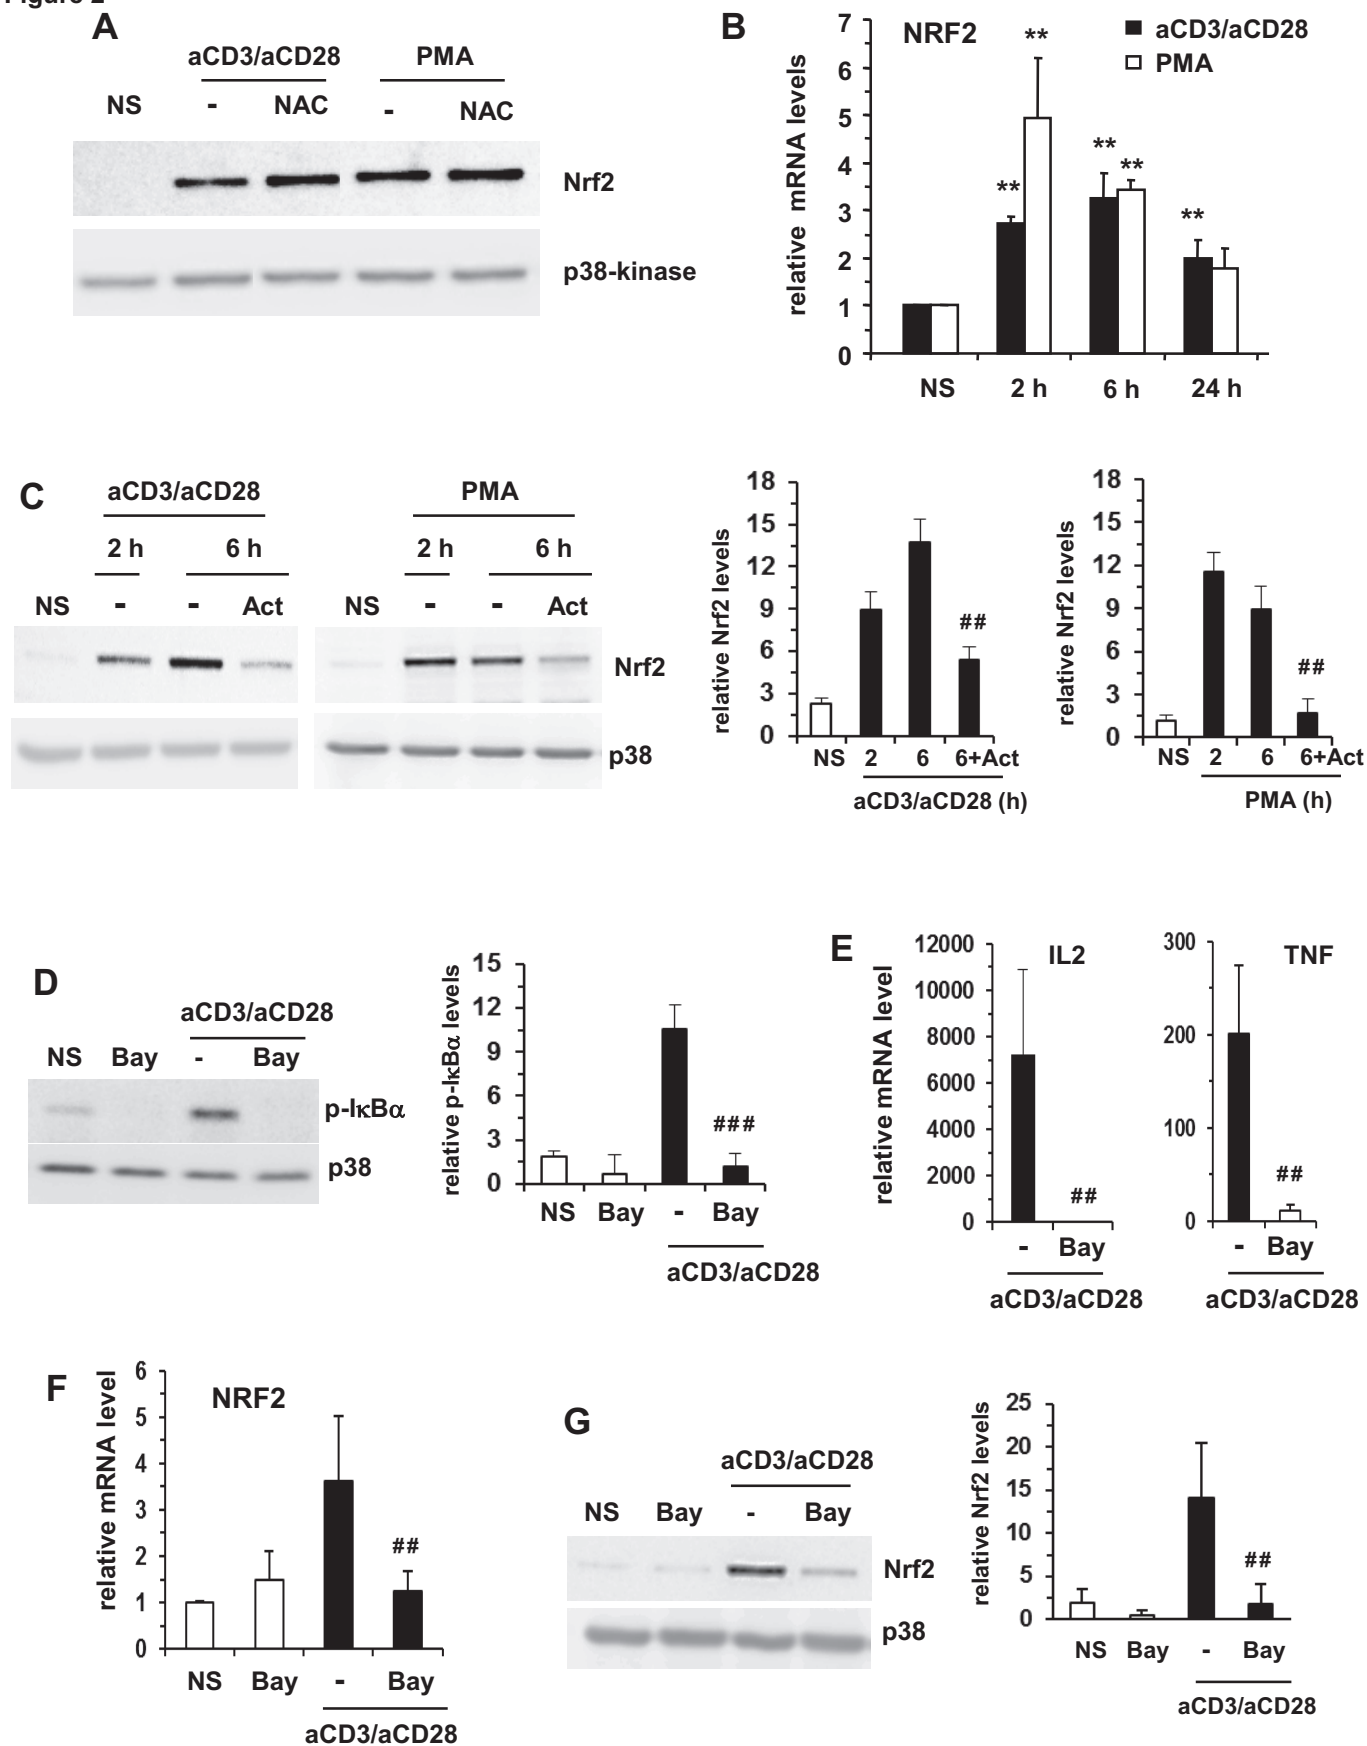 Figure 2
A
aCD3/aCD28 PMA
NS - NAC - NAC
Nrf2
p38-kinase
B
NRF2
aCD3/aCD28
PMA
relative mRNA levels
7
6
5
4
3
2
1
0
**
**
**
**
**
NS 2 h 6 h 24 h
C
aCD3/aCD28 PMA
2 h 6 h 2 h 6 h
NS - - Act NS - - Act
Nrf2
p38
relative Nrf2 levels
18
15
12
9
6
3
0
##
NS 2 6 6+Act
aCD3/aCD28 (h)
relative Nrf2 levels
18
15
12
9
6
3
0
##
NS 2 6 6+Act
PMA (h)
D
aCD3/aCD28
NS Bay - Bay
p-IκBα
p38
relative p-IκBα levels
15
12
9
6
3
0
###
NS Bay - Bay
aCD3/aCD28
E
IL2
relative mRNA level
12000
10000
8000
6000
4000
2000
0
##
- Bay
aCD3/aCD28
TNF
300
200
100
0
##
- Bay
aCD3/aCD28
F
NRF2
relative mRNA level
6
5
4
3
2
1
0
##
NS Bay - Bay
aCD3/aCD28
G
aCD3/aCD28
NS Bay - Bay
Nrf2
p38
relative Nrf2 levels
25
20
15
10
5
0
##
NS Bay - Bay
aCD3/aCD28